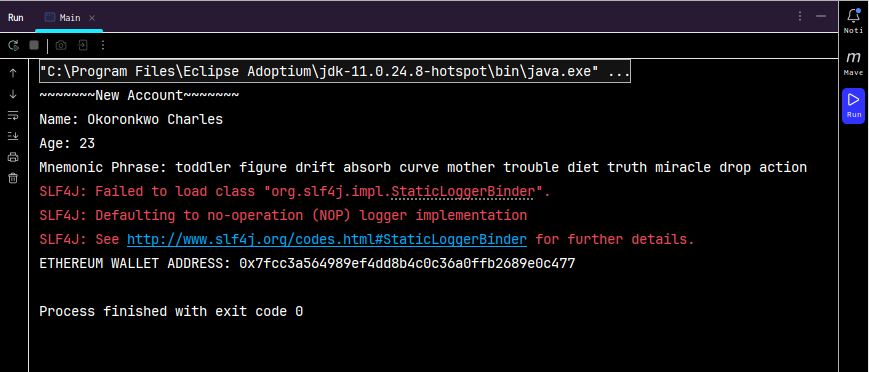 Run
Main
"C:\Program Files\Eclipse Adoptium\jdk-11.0.24.8-hotspot\bin\java.exe" ...
~~~~~~~New Account~~~~~~~
Name: Okoronkwo Charles
Age: 23
Mnemonic Phrase: toddler figure drift absorb curve mother trouble diet truth miracle drop action
SLF4J: Failed to load class "org.slf4j.impl.StaticLoggerBinder".
SLF4J: Defaulting to no-operation (NOP) logger implementation
SLF4J: See http://www.slf4j.org/codes.html#StaticLoggerBinder for further details.
ETHEREUM WALLET ADDRESS: 0x7fcc3a564989ef4dd8b4c0c36a0ffb2689e0c477
Process finished with exit code 0
Noti
m
Mave
Run